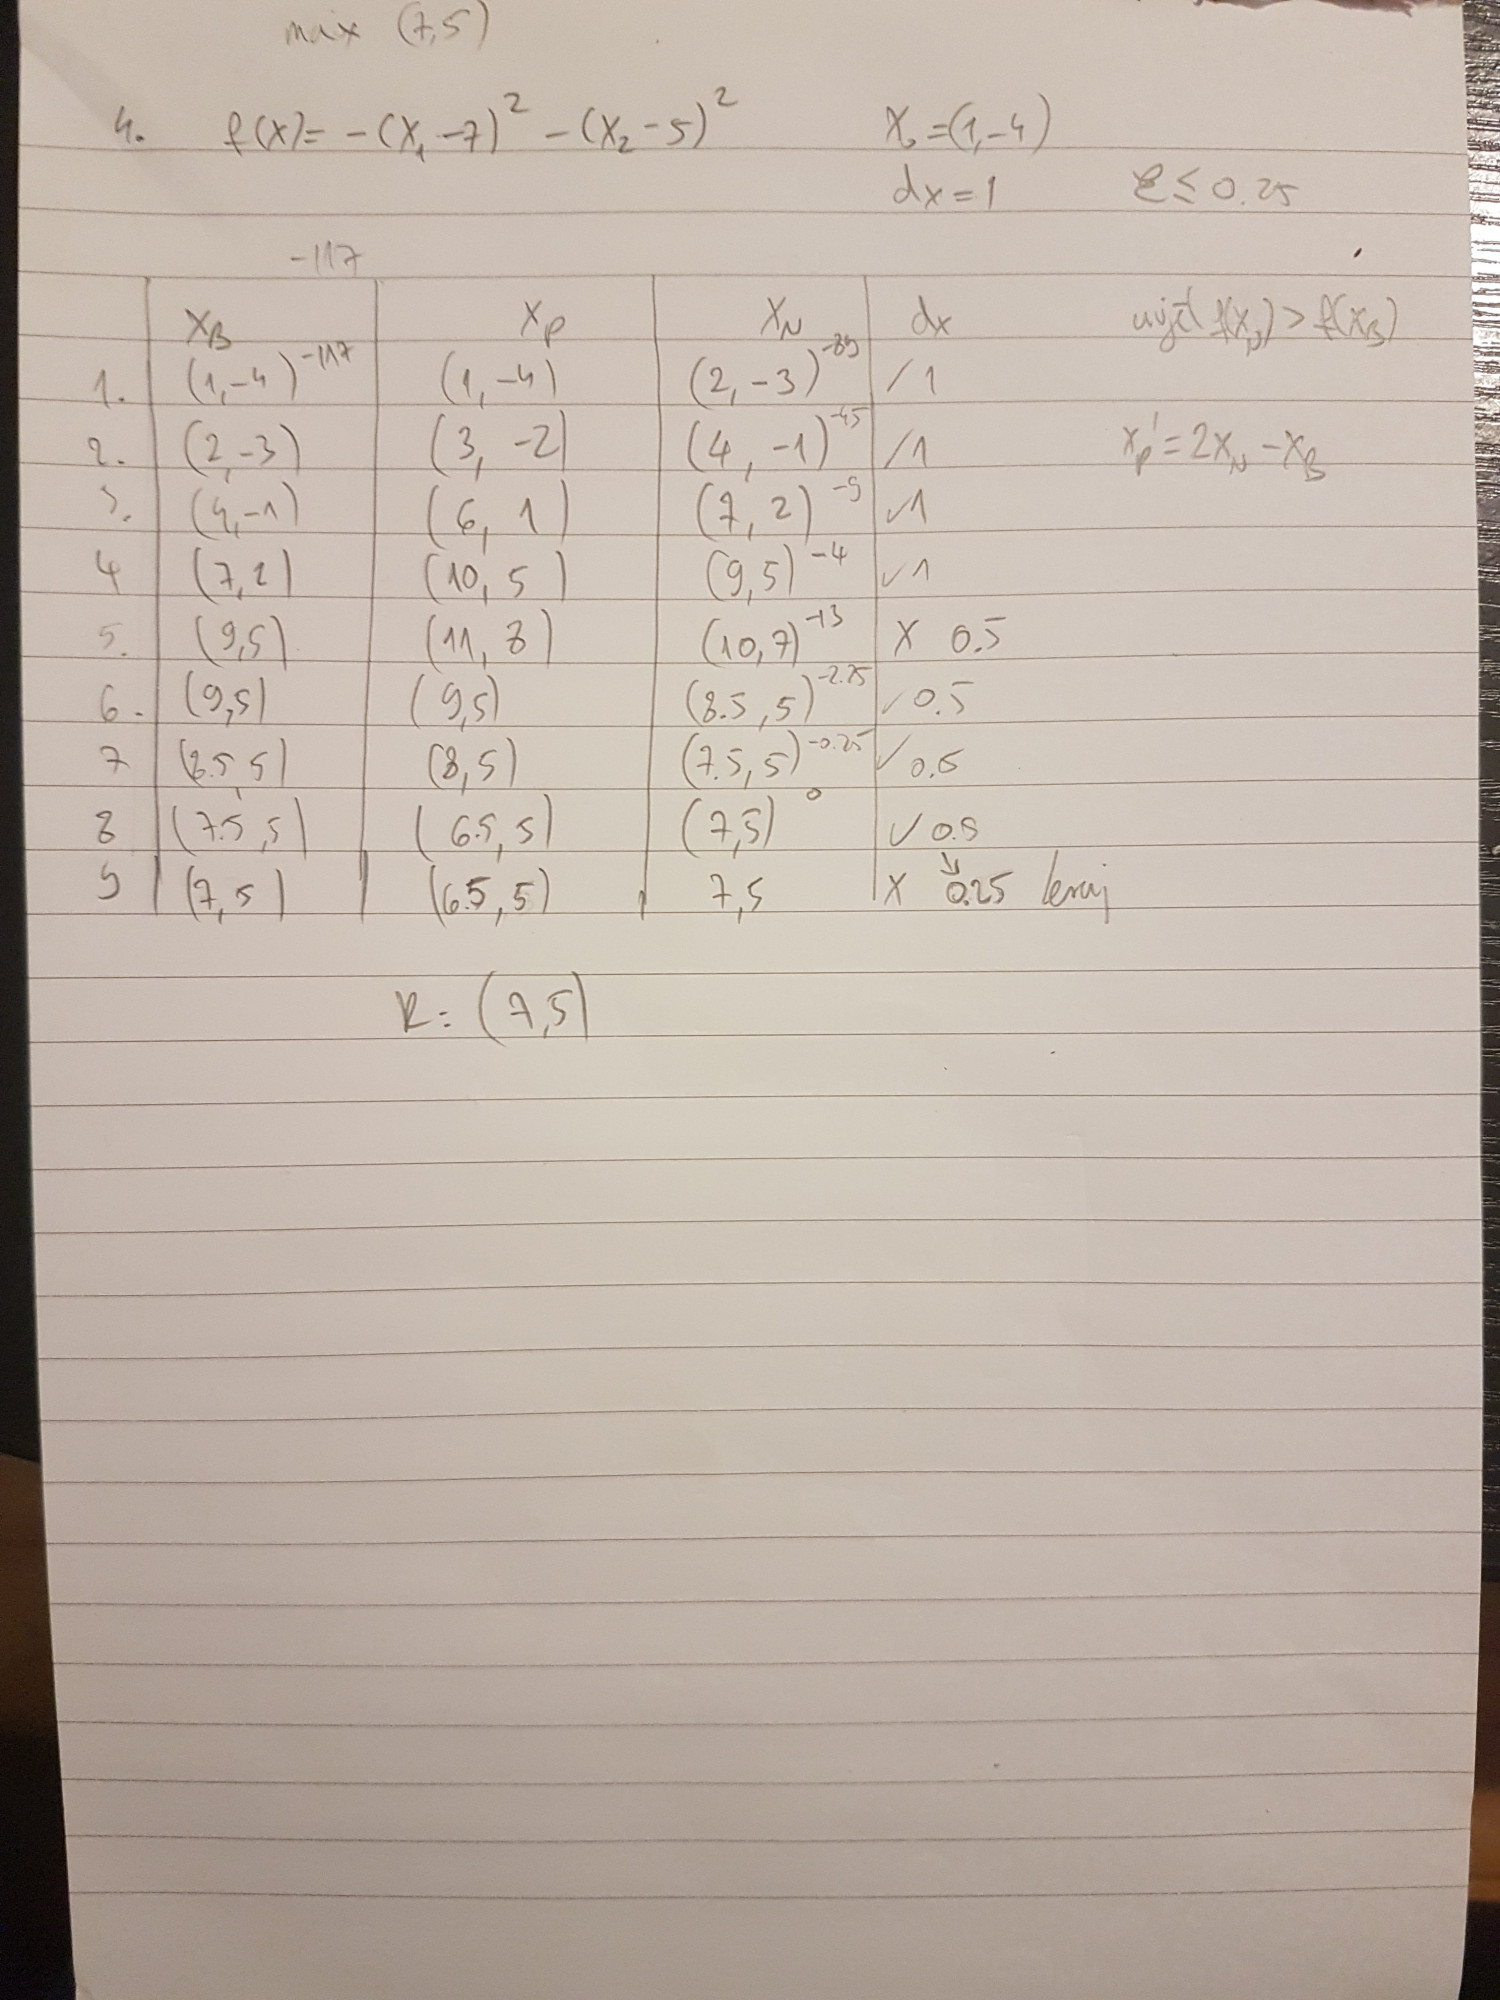 max (7,5)
4. f(X)= -(X₁-7)² - (X₂-5)² X₀=(1,-4)
dx=1 e ≤ 0.25
-117
X_B X_P X_N dx uvjet f(X_N) > f(X_B)
1. (1,-4)^-117 (1,-4) (2,-3)^-89 ✓ 1
2. (2,-3) (3,-2) (4,-1)^-45 ✓ 1 X_P' = 2X_N - X_B
3. (4,-1) (6, 1) (7, 2)^-9 ✓ 1
4 (7,2) (10, 5) (9,5)^-4 ✓ 1
5. (9,5) (11, 8) (10,7)^-13 X 0.5
6. (9,5) (9,5) (8.5,5)^-2.25 ✓ 0.5
7 (8.5,5) (8,5) (7.5,5)^-0.25 ✓ 0.5
8 (7.5,5) (6.5,5) (7,5)^0 ✓ 0.5
9 (7,5) (6.5,5) 7,5 X 0.25 kraj
R= (7,5)